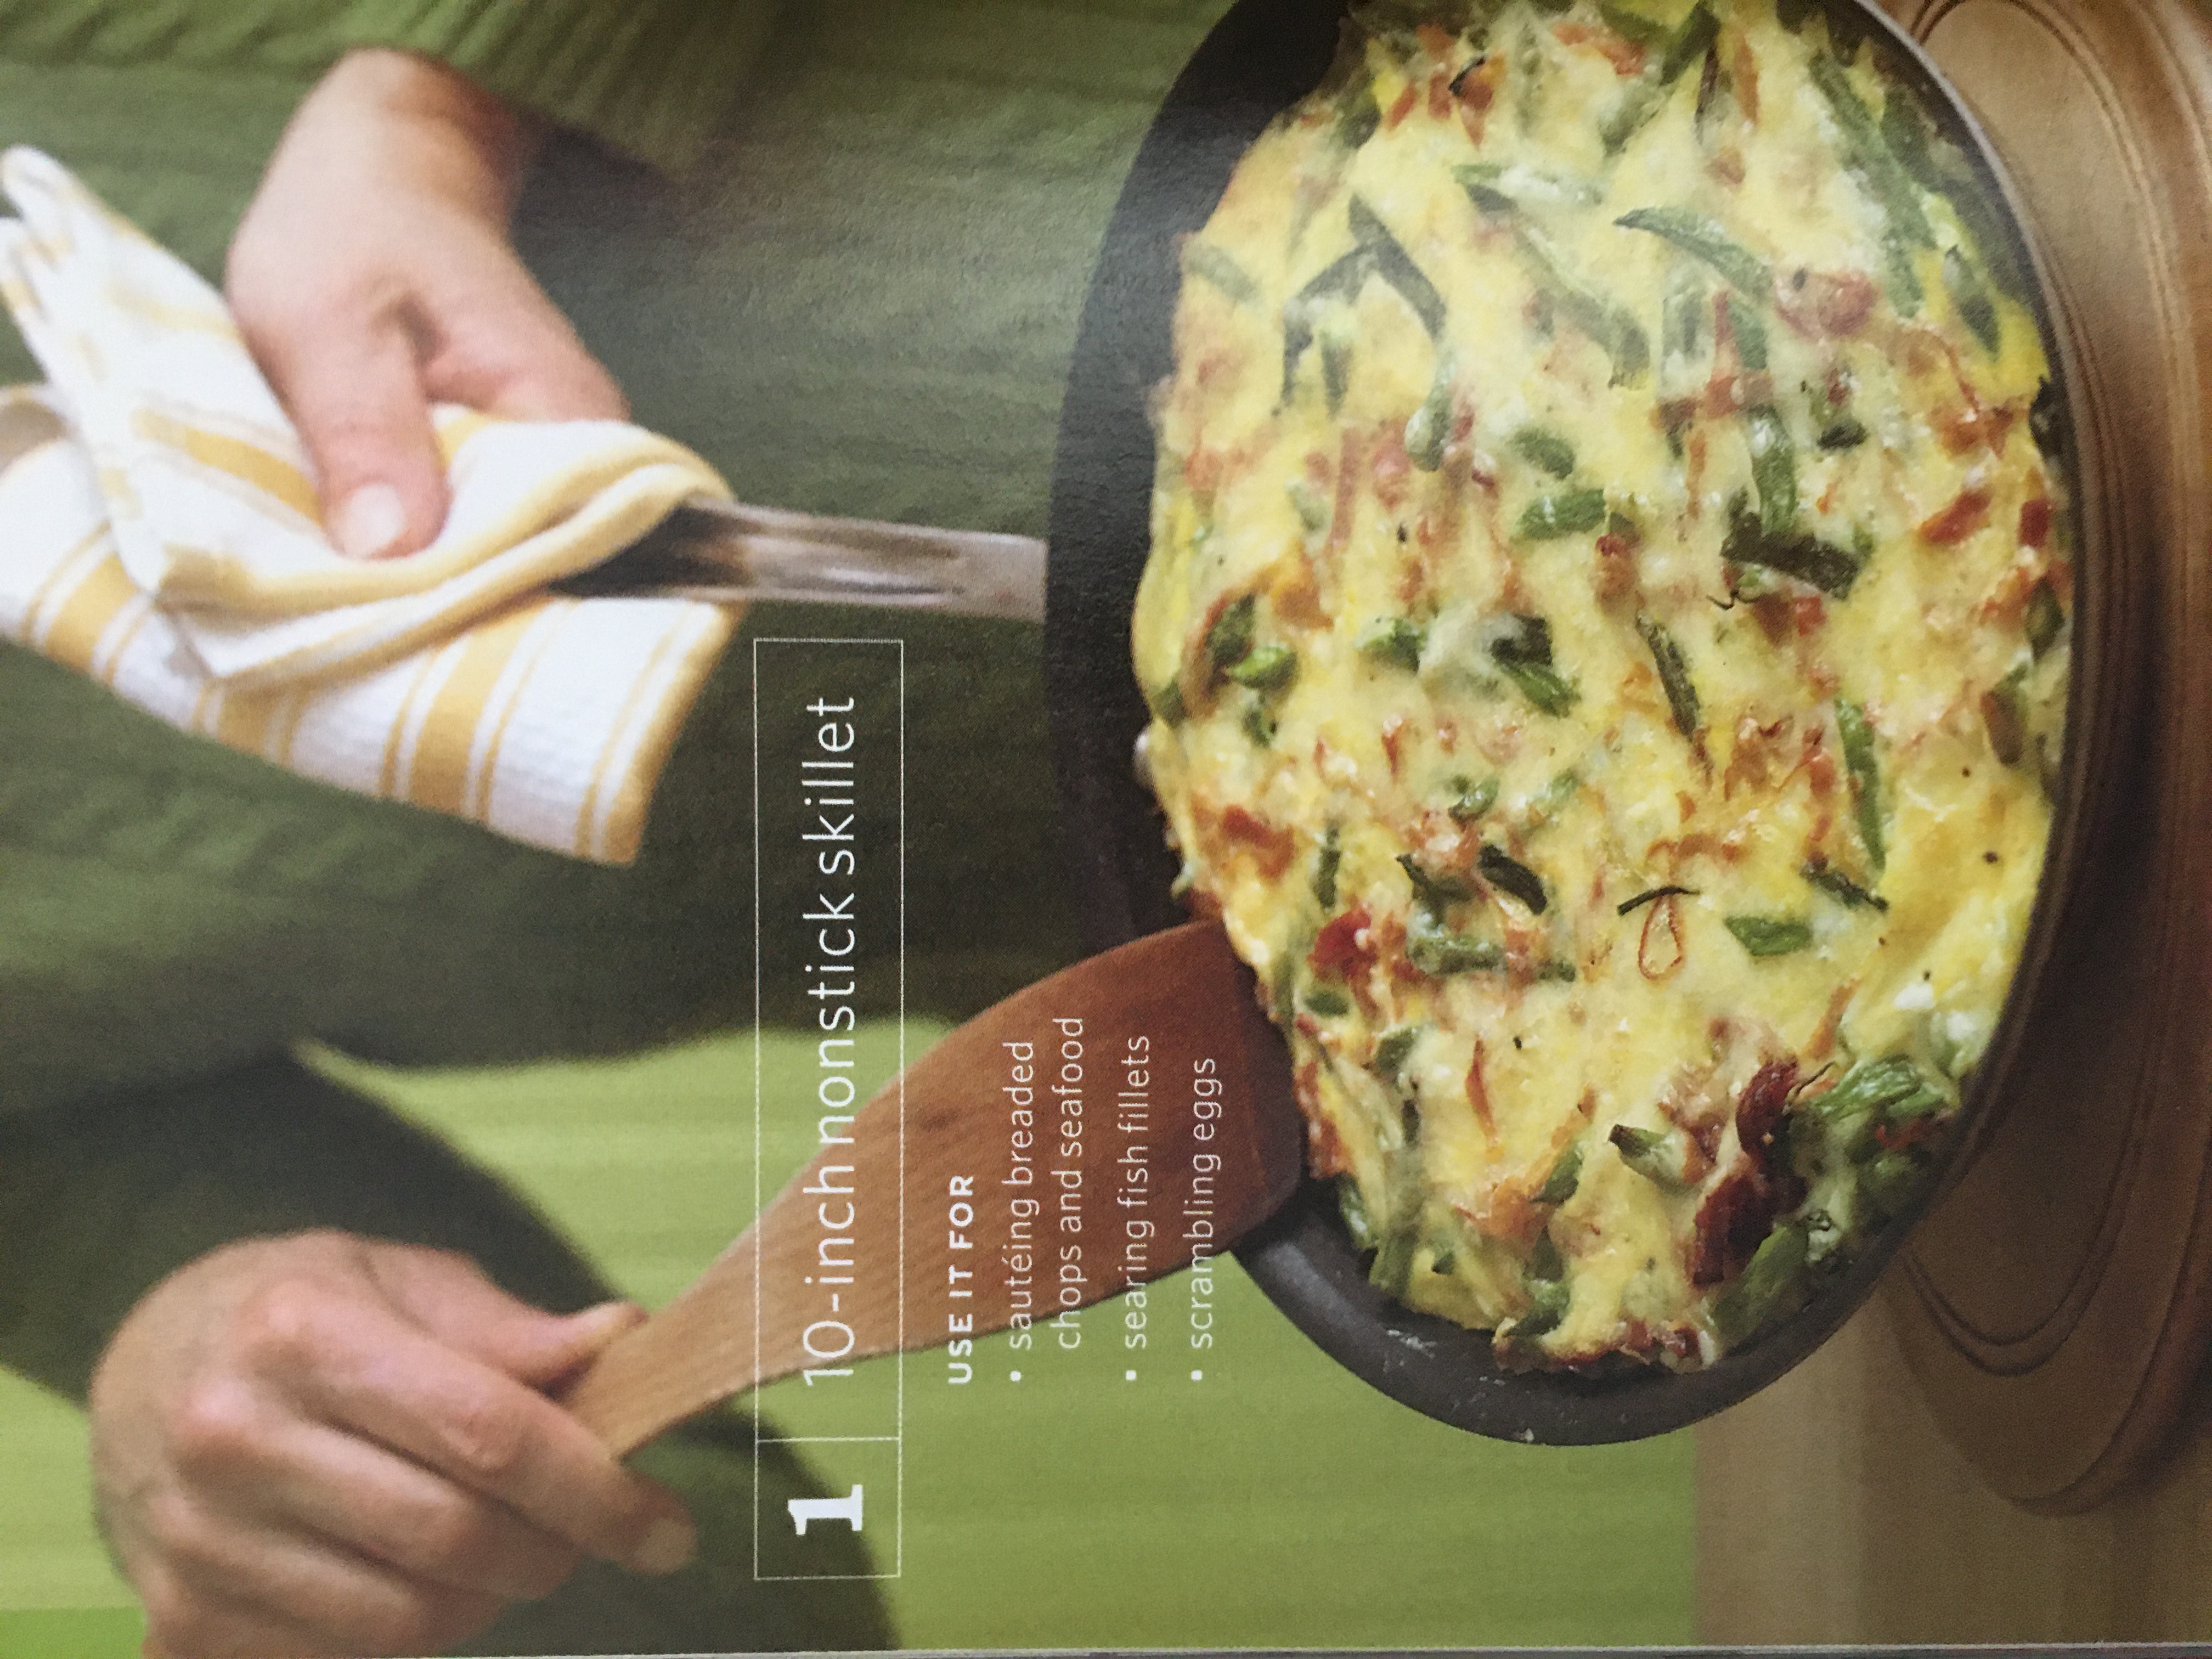 1 10-inch nonstick skillet
USE IT FOR
• sautéing breaded
chops and seafood
• searing fish fillets
• scrambling eggs